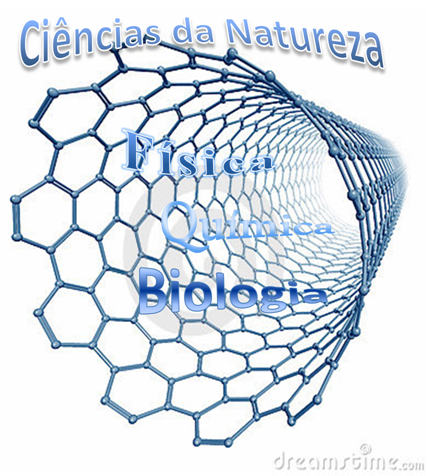 Ciências da Natureza
Física
Química
Biologia
dreamstime.com